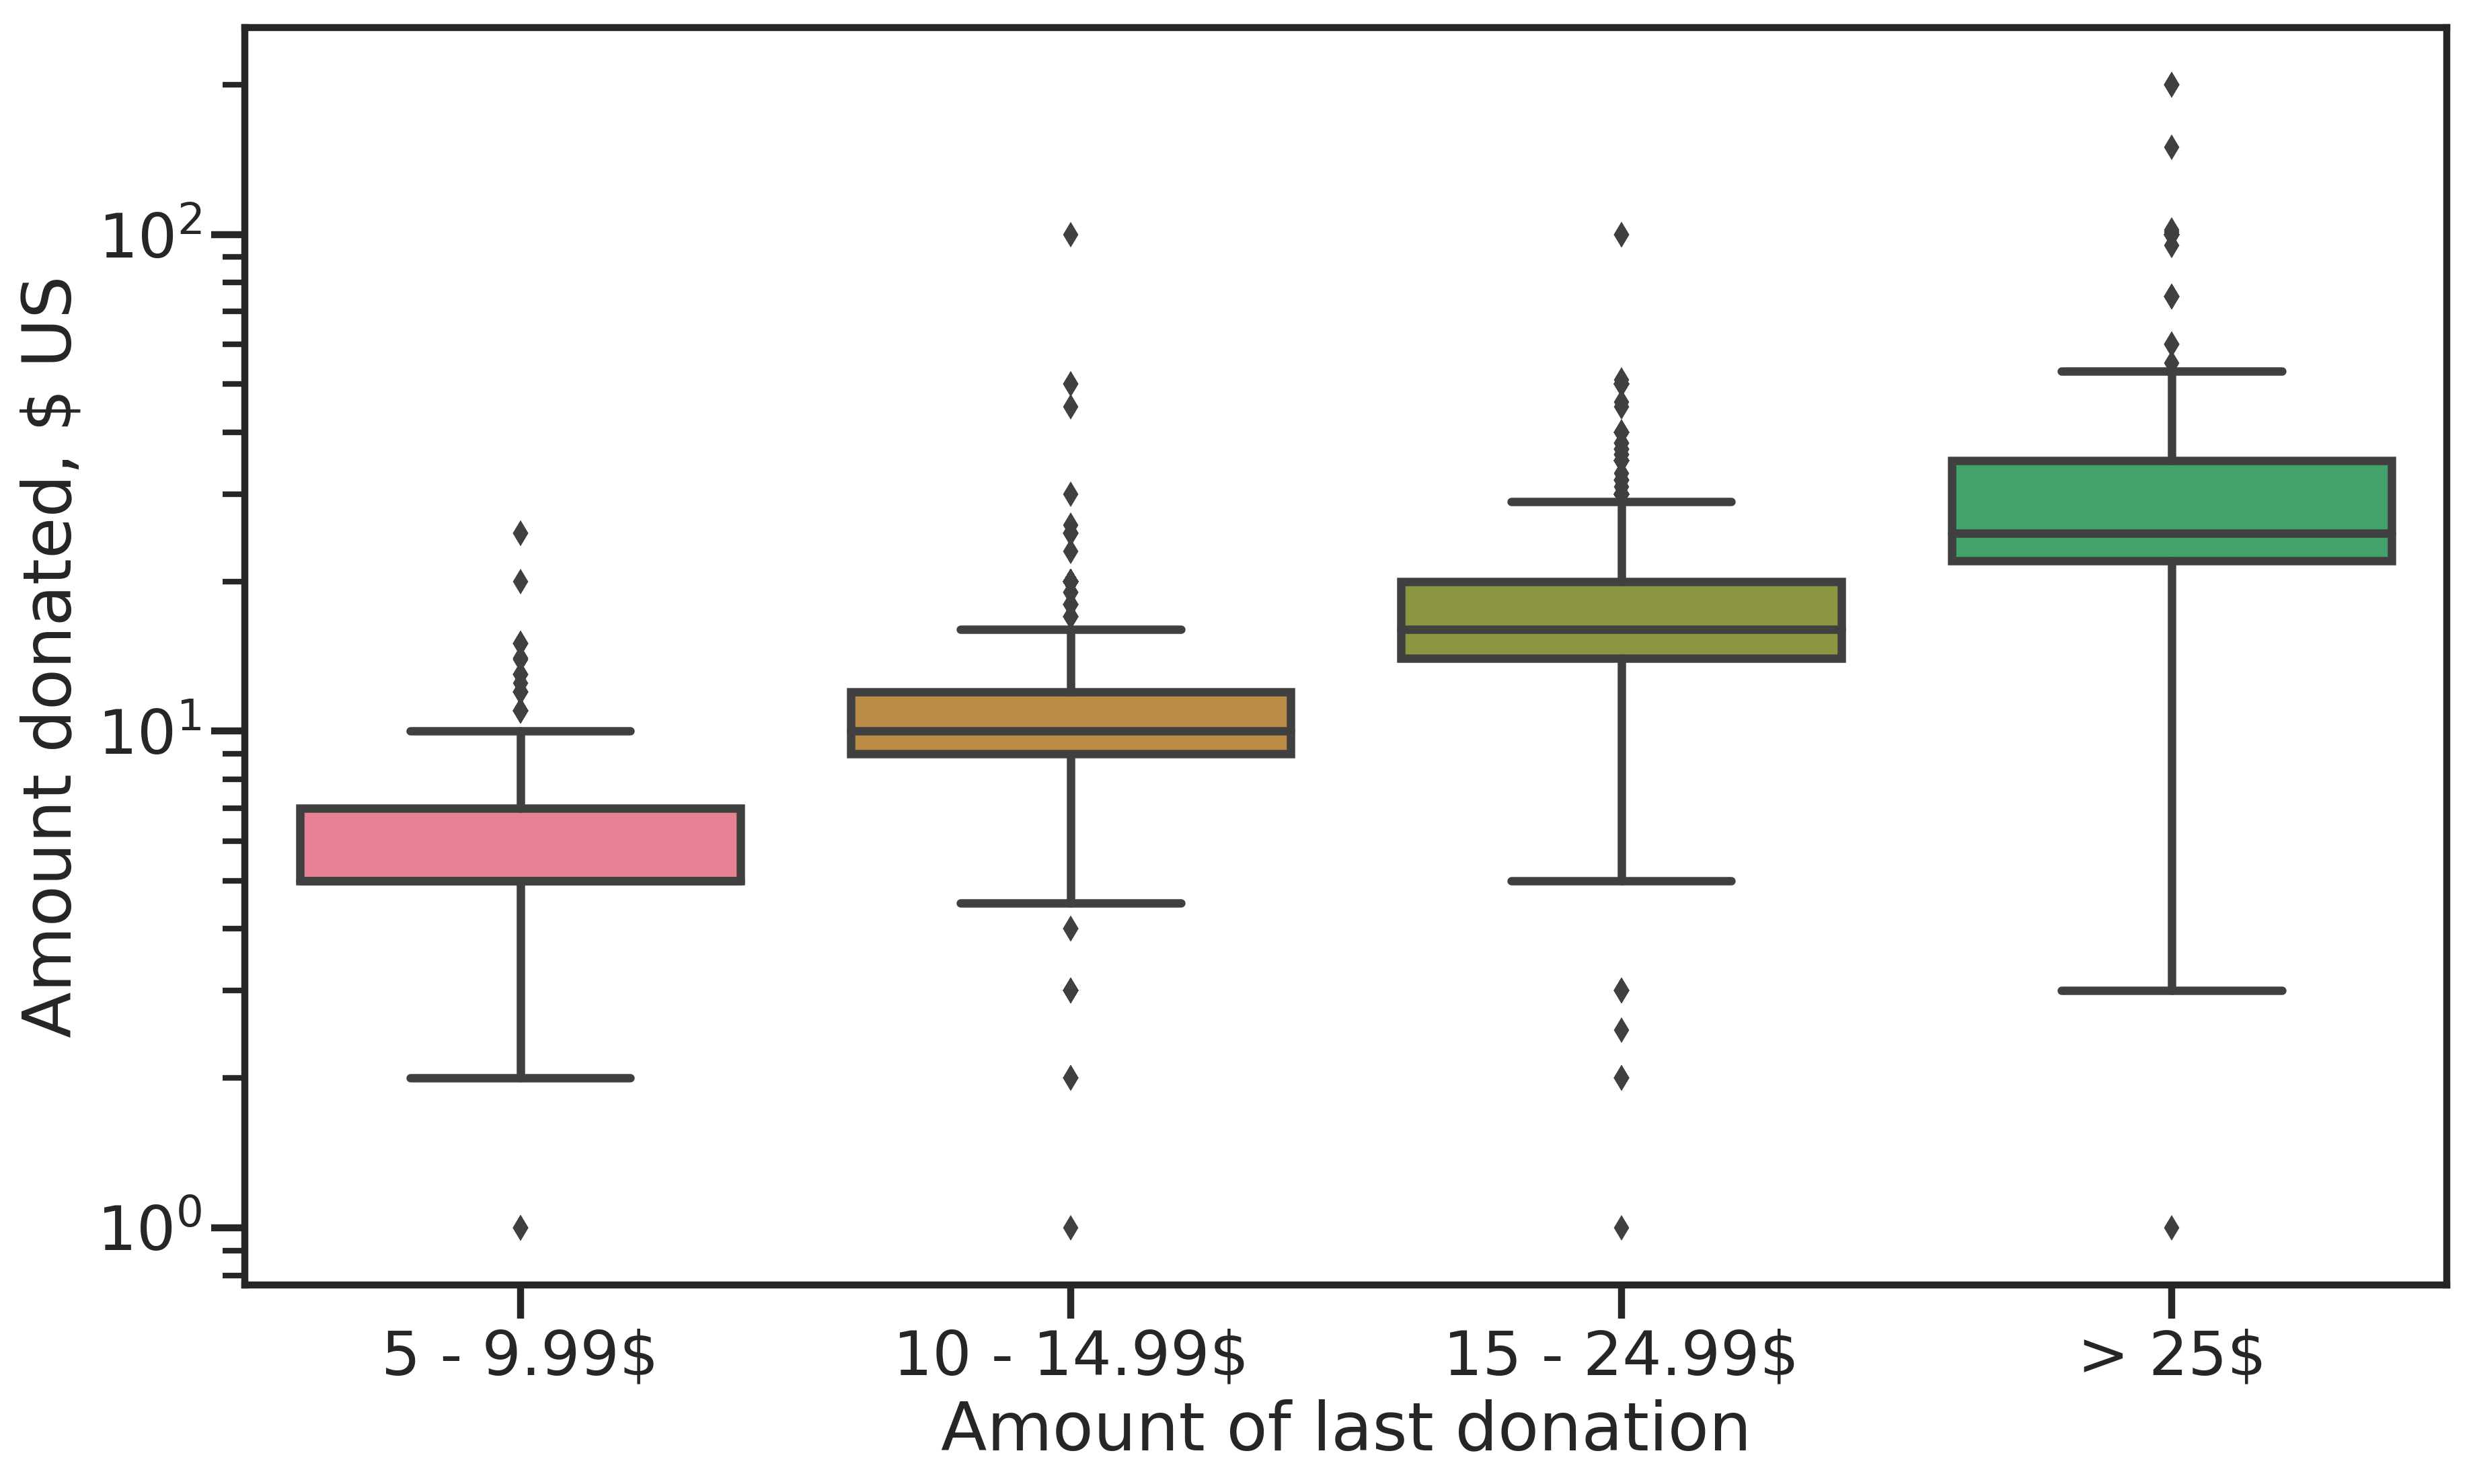 Amount donated, $ US
10²
10¹
10⁰
5 - 9.99$
10 - 14.99$
15 - 24.99$
> 25$
Amount of last donation